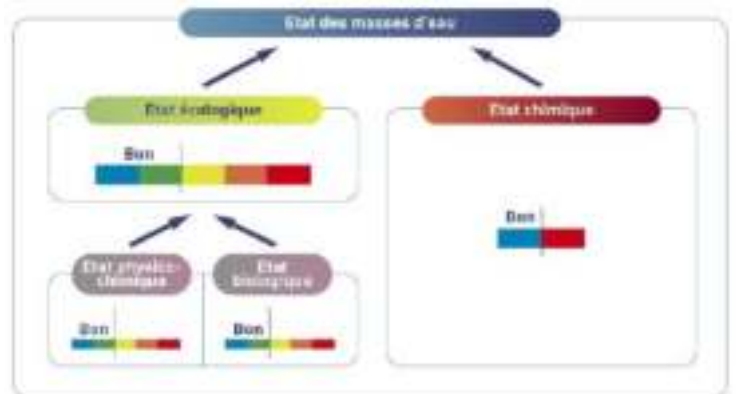 Etat des masses d'eau
Etat écologique
Etat chimique
Bon
Bon
Etat physico-
chimique
Etat
biologique
Bon
Bon